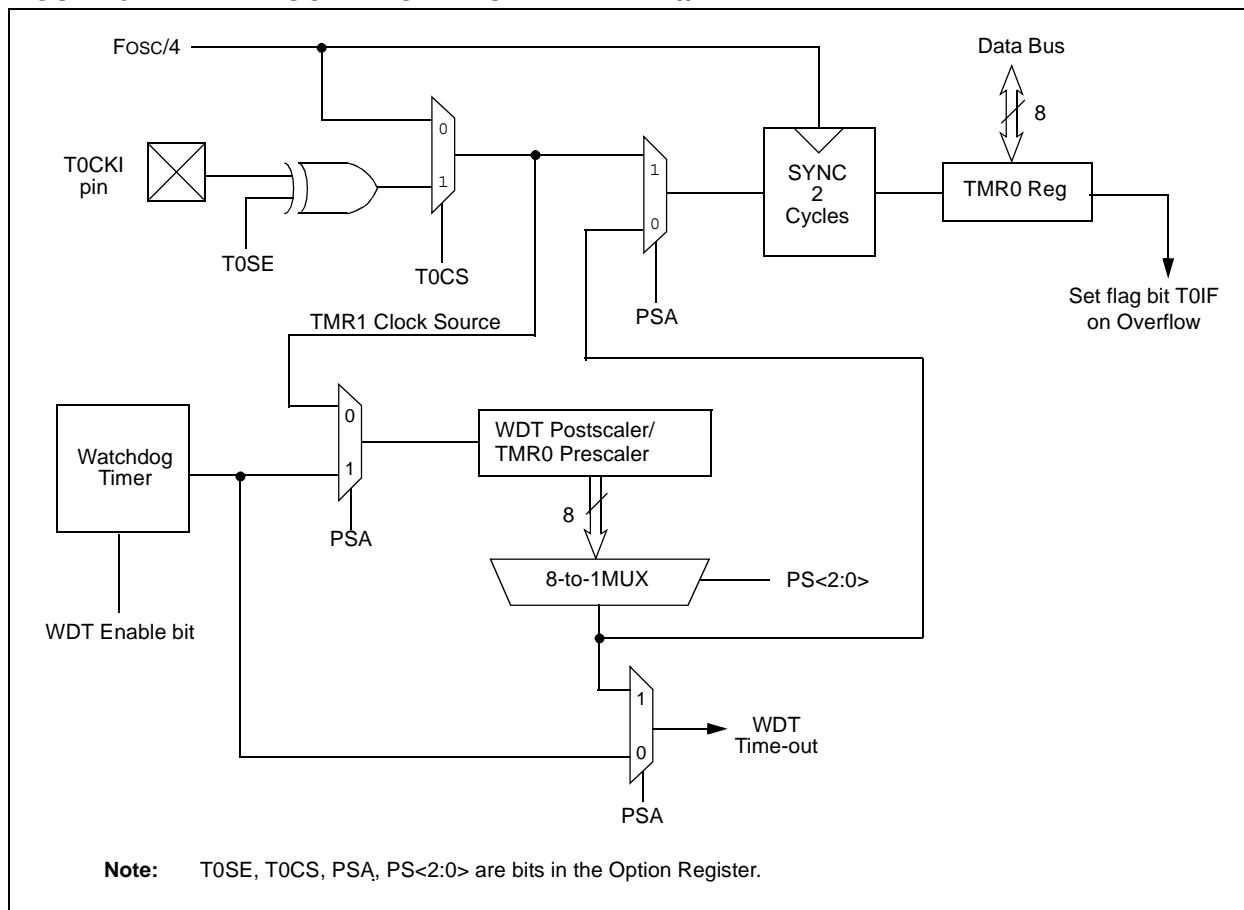 FOSC/4
Data Bus
8
T0CKI
pin
0
1
T0SE
T0CS
1
0
PSA
SYNC
2
Cycles
TMR0 Reg
Set flag bit T0IF
on Overflow
TMR1 Clock Source
Watchdog
Timer
0
1
PSA
WDT Postscaler/
TMR0 Prescaler
8
8-to-1MUX
PS<2:0>
WDT Enable bit
1
0
WDT
Time-out
PSA
Note: T0SE, T0CS, PSA, PS<2:0> are bits in the Option Register.